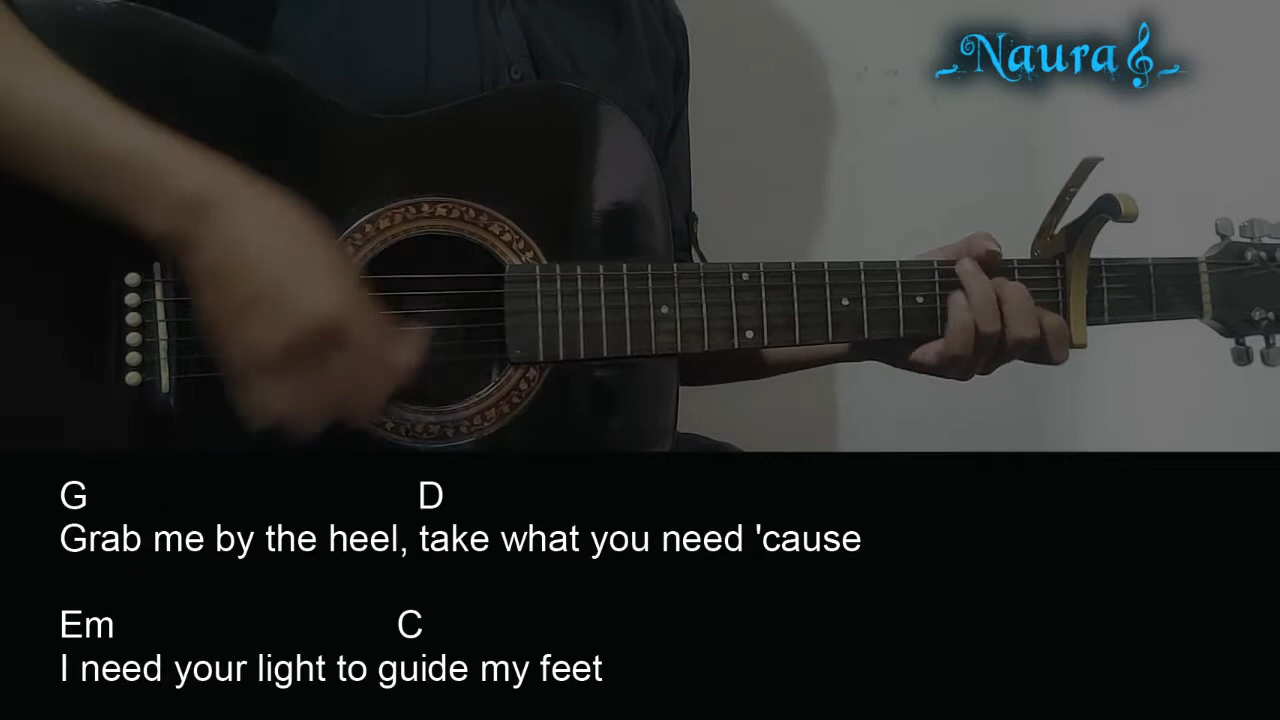 Naura
G D
Grab me by the heel, take what you need 'cause
Em C
I need your light to guide my feet